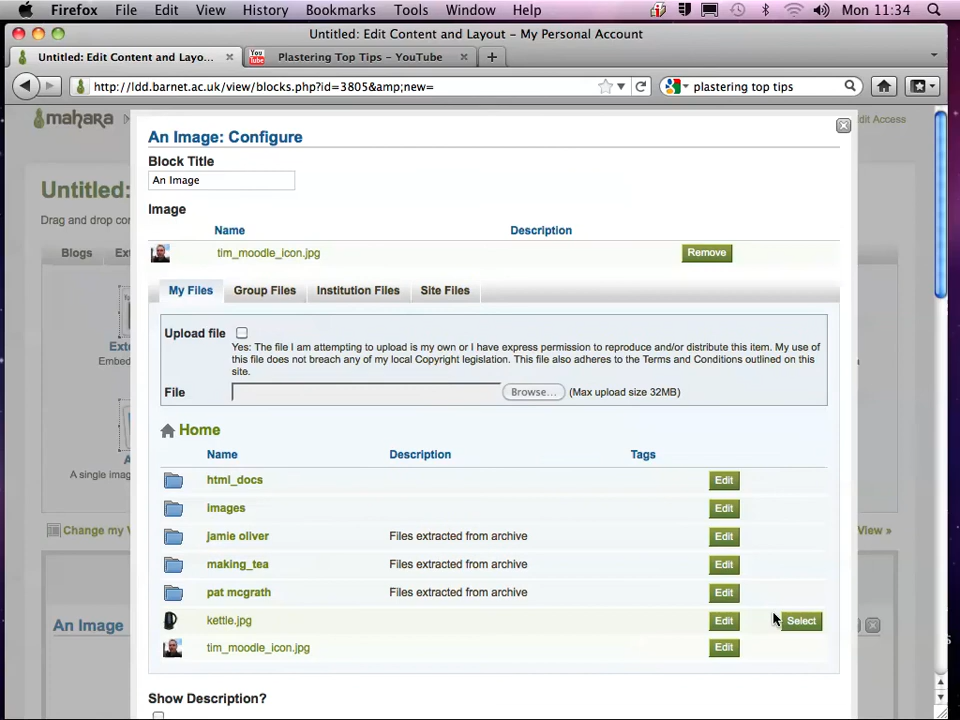 Firefox File Edit View History Bookmarks Tools Window Help Mon 11:34
Untitled: Edit Content and Layout - My Personal Account
Untitled: Edit Content and Layo... Plastering Top Tips - YouTube
http://ldd.barnet.ac.uk/view/blocks.php?id=3805&amp;new= plastering top tips
mahara
An Image: Configure
Edit Access
Block Title
An Image
Untitled:
Image
Drag and drop con
Name Description
tim_moodle_icon.jpg Remove
Blogs Ext
My Files Group Files Institution Files Site Files
Upload file
Yes: The file I am attempting to upload is my own or I have express permission to reproduce and/or distribute this item. My use
of this file does not breach any of my local Copyright legislation. This file also adheres to the Terms and Conditions outlined on this
site.
File Browse... (Max upload size 32MB)
Home
Name Description Tags
html_docs Edit
images Edit
A single imag
Change my V
View »
jamie oliver Files extracted from archive Edit
making_tea Files extracted from archive Edit
pat mcgrath Files extracted from archive Edit
An Image
kettle.jpg Edit Select
tim_moodle_icon.jpg Edit
Show Description?